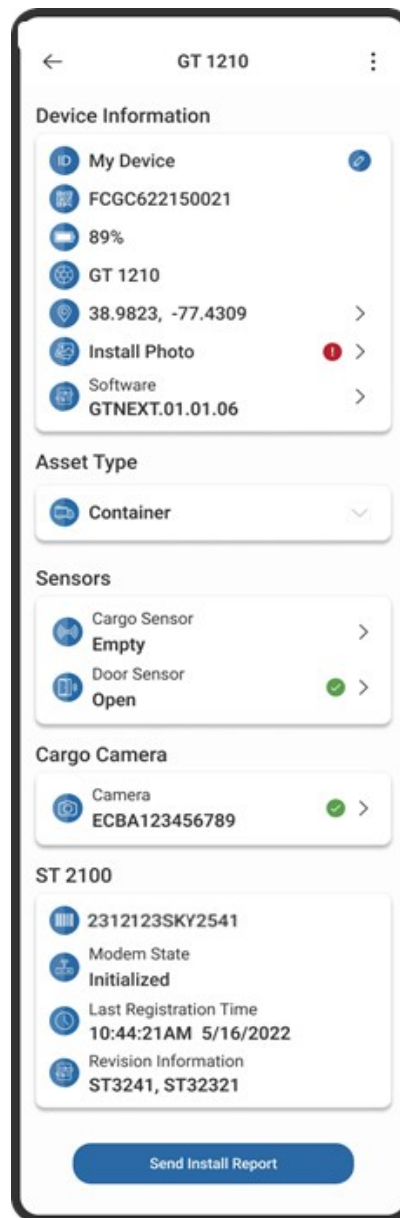 GT 1210
Device Information
ID My Device
FCGC622150021
89%
GT 1210
38.9823, -77.4309
Install Photo
Software
GTNEXT.01.01.06
Asset Type
Container
Sensors
Cargo Sensor
Empty
Door Sensor
Open
Cargo Camera
Camera
ECBA123456789
ST 2100
2312123SKY2541
Modem State
Initialized
Last Registration Time
10:44:21AM 5/16/2022
Revision Information
ST3241, ST32321
Send Install Report